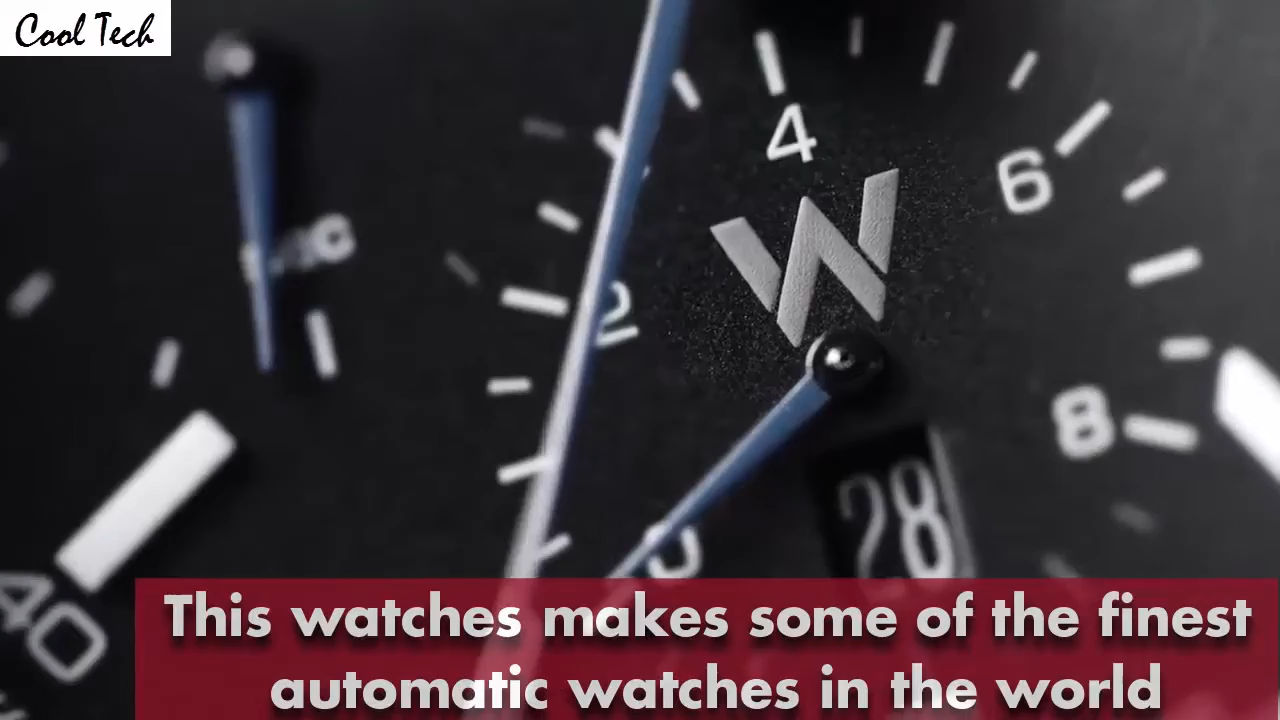 Cool Tech
4
6
W
2
8
28
0
40
This watches makes some of the finest
automatic watches in the world